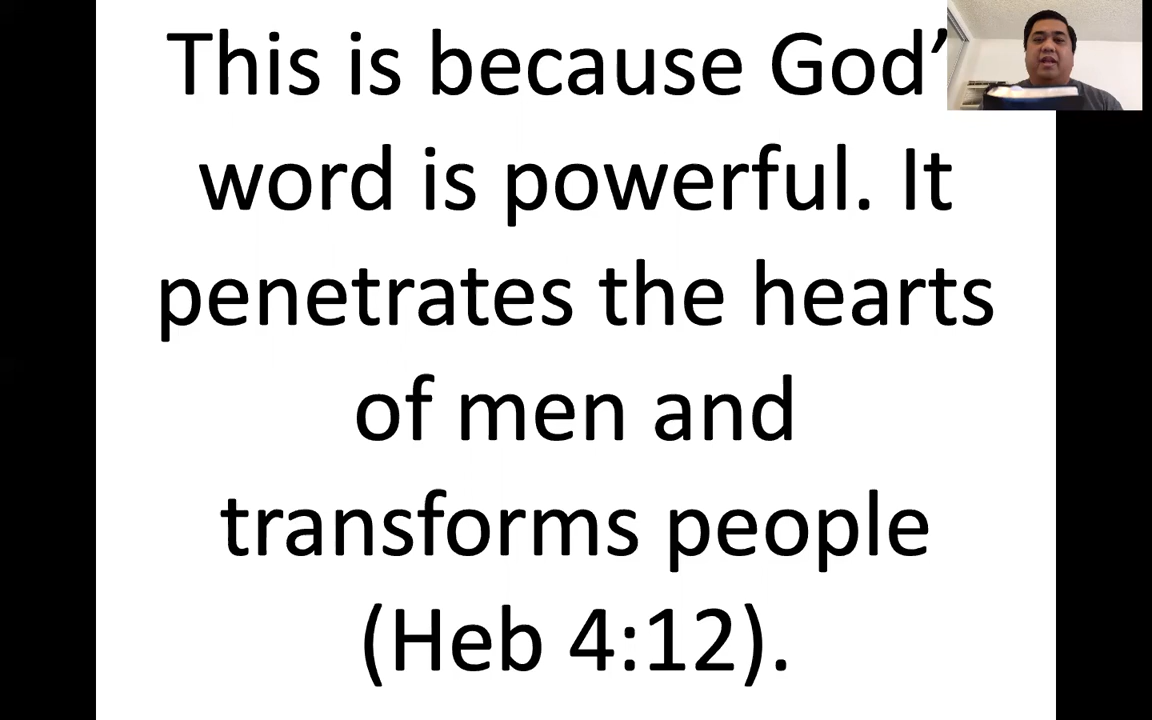 This is because God’
word is powerful. It
penetrates the hearts
of men and
transforms people
(Heb 4:12).